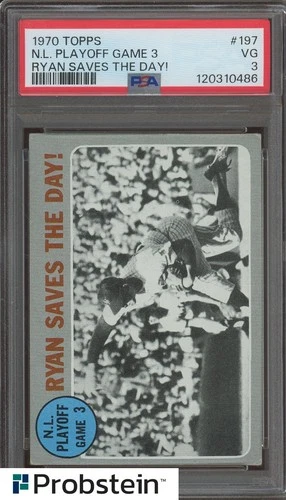 1970 TOPPS #197
N.L. PLAYOFF GAME 3 VG
RYAN SAVES THE DAY! 3
PSA 120310486
RYAN SAVES THE DAY!
N.L.
PLAYOFF
GAME 3
Probstein™